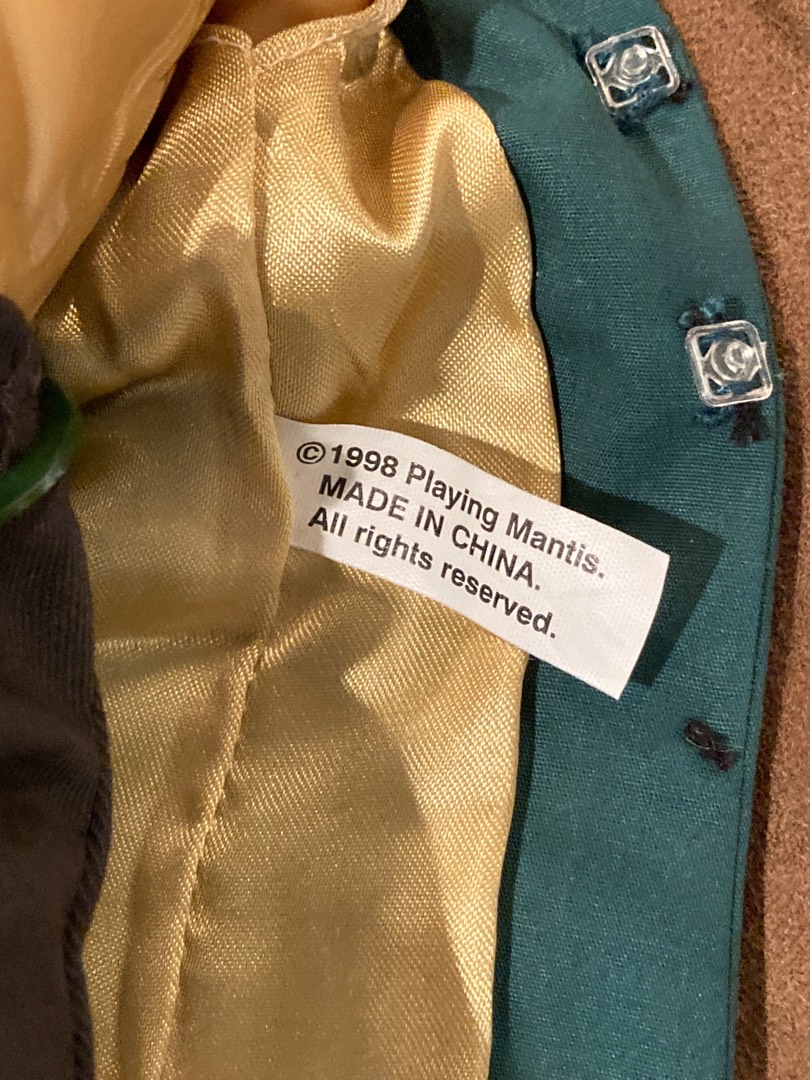 ©1998 Playing Mantis.
MADE IN CHINA.
All rights reserved.